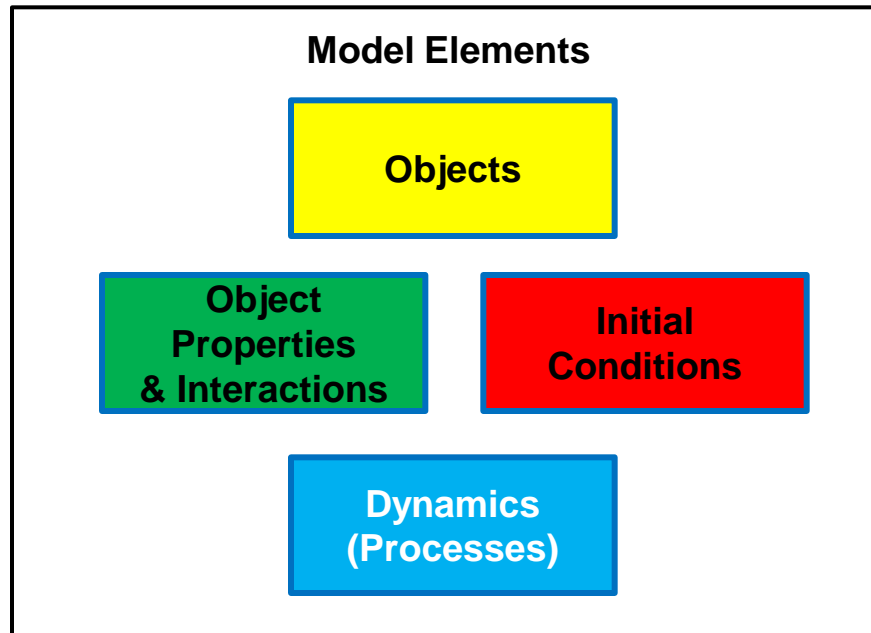 Model Elements
Objects
Object
Properties
& Interactions
Initial
Conditions
Dynamics
(Processes)